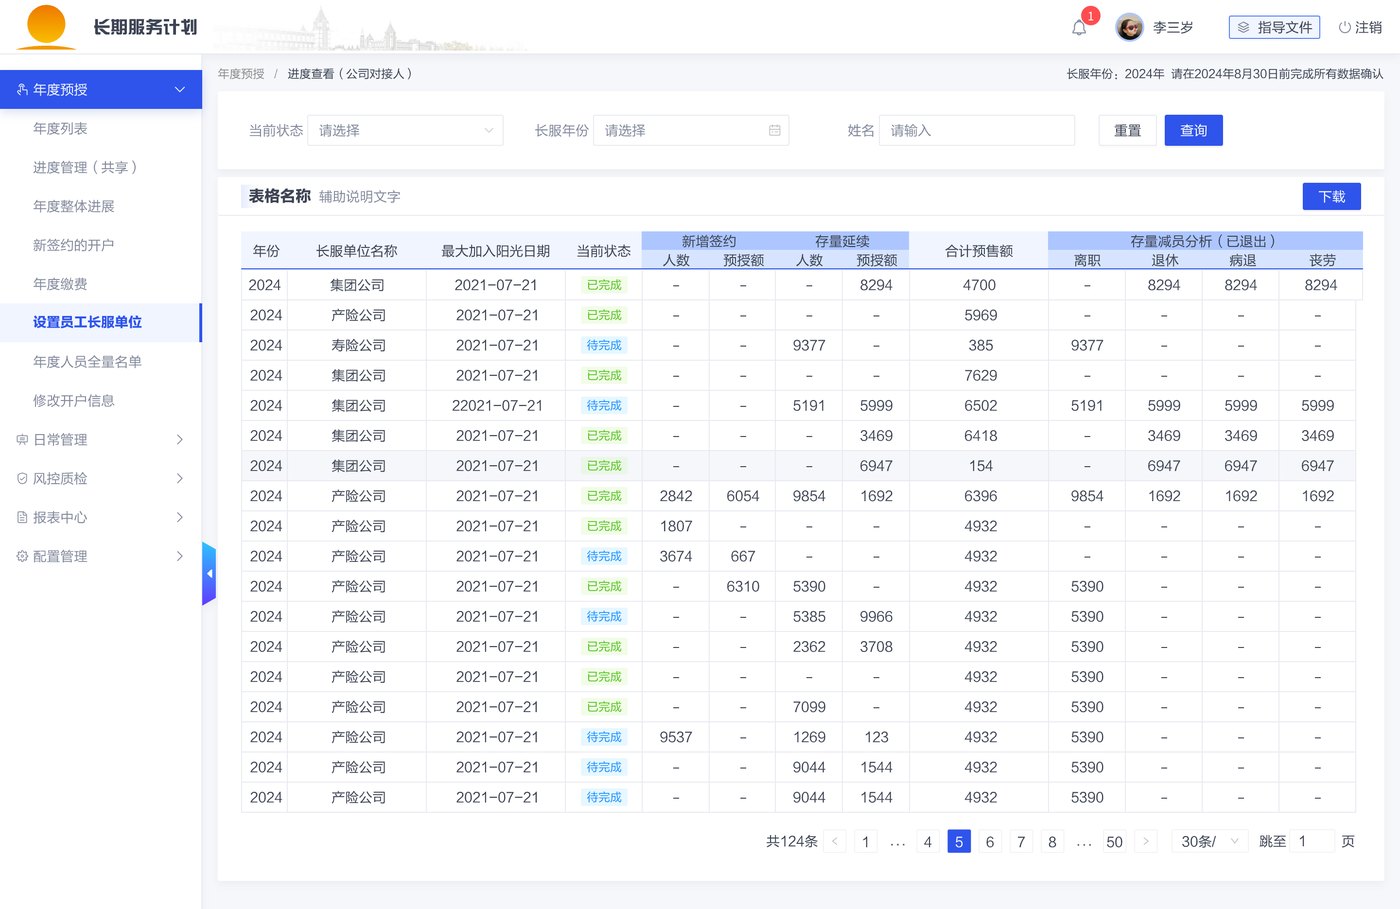 长期服务计划
1
李三岁
指导文件
注销
年度预授
年度列表
进度管理（共享）
年度整体进展
新签约的开户
年度缴费
设置员工长服单位
年度人员全量名单
修改开户信息
日常管理
风控质检
报表中心
配置管理
年度预授 / 进度查看（公司对接人）
长服年份：2024年 请在2024年8月30日前完成所有数据确认
当前状态 请选择 长服年份 请选择 姓名 请输入 重置 查询
表格名称 辅助说明文字 下载
年份 长服单位名称 最大加入阳光日期 当前状态 新增签约 存量延续 合计预售额 存量减员分析（已退出）
人数 预授额 人数 预授额 离职 退休 病退 丧劳
2024 集团公司 2021-07-21 已完成 - - - 8294 4700 - 8294 8294 8294
2024 产险公司 2021-07-21 已完成 - - - - 5969 - - - -
2024 寿险公司 2021-07-21 待完成 - - 9377 - 385 9377 - - -
2024 集团公司 2021-07-21 已完成 - - - - 7629 - - - -
2024 集团公司 22021-07-21 待完成 - - 5191 5999 6502 5191 5999 5999 5999
2024 集团公司 2021-07-21 已完成 - - - 3469 6418 - 3469 3469 3469
2024 集团公司 2021-07-21 已完成 - - - 6947 154 - 6947 6947 6947
2024 产险公司 2021-07-21 已完成 2842 6054 9854 1692 6396 9854 1692 1692 1692
2024 产险公司 2021-07-21 已完成 1807 - - - 4932 - - - -
2024 产险公司 2021-07-21 待完成 3674 667 - - 4932 - - - -
2024 产险公司 2021-07-21 已完成 - 6310 5390 - 4932 5390 - - -
2024 产险公司 2021-07-21 待完成 - - 5385 9966 4932 5390 - - -
2024 产险公司 2021-07-21 已完成 - - 2362 3708 4932 5390 - - -
2024 产险公司 2021-07-21 已完成 - - - - 4932 5390 - - -
2024 产险公司 2021-07-21 已完成 - - 7099 - 4932 5390 - - -
2024 产险公司 2021-07-21 待完成 9537 - 1269 123 4932 5390 - - -
2024 产险公司 2021-07-21 待完成 - - 9044 1544 4932 5390 - - -
2024 产险公司 2021-07-21 待完成 - - 9044 1544 4932 5390 - - -
共124条 < 1 ... 4 5 6 7 8 ... 50 > 30条/ 跳至 1 页